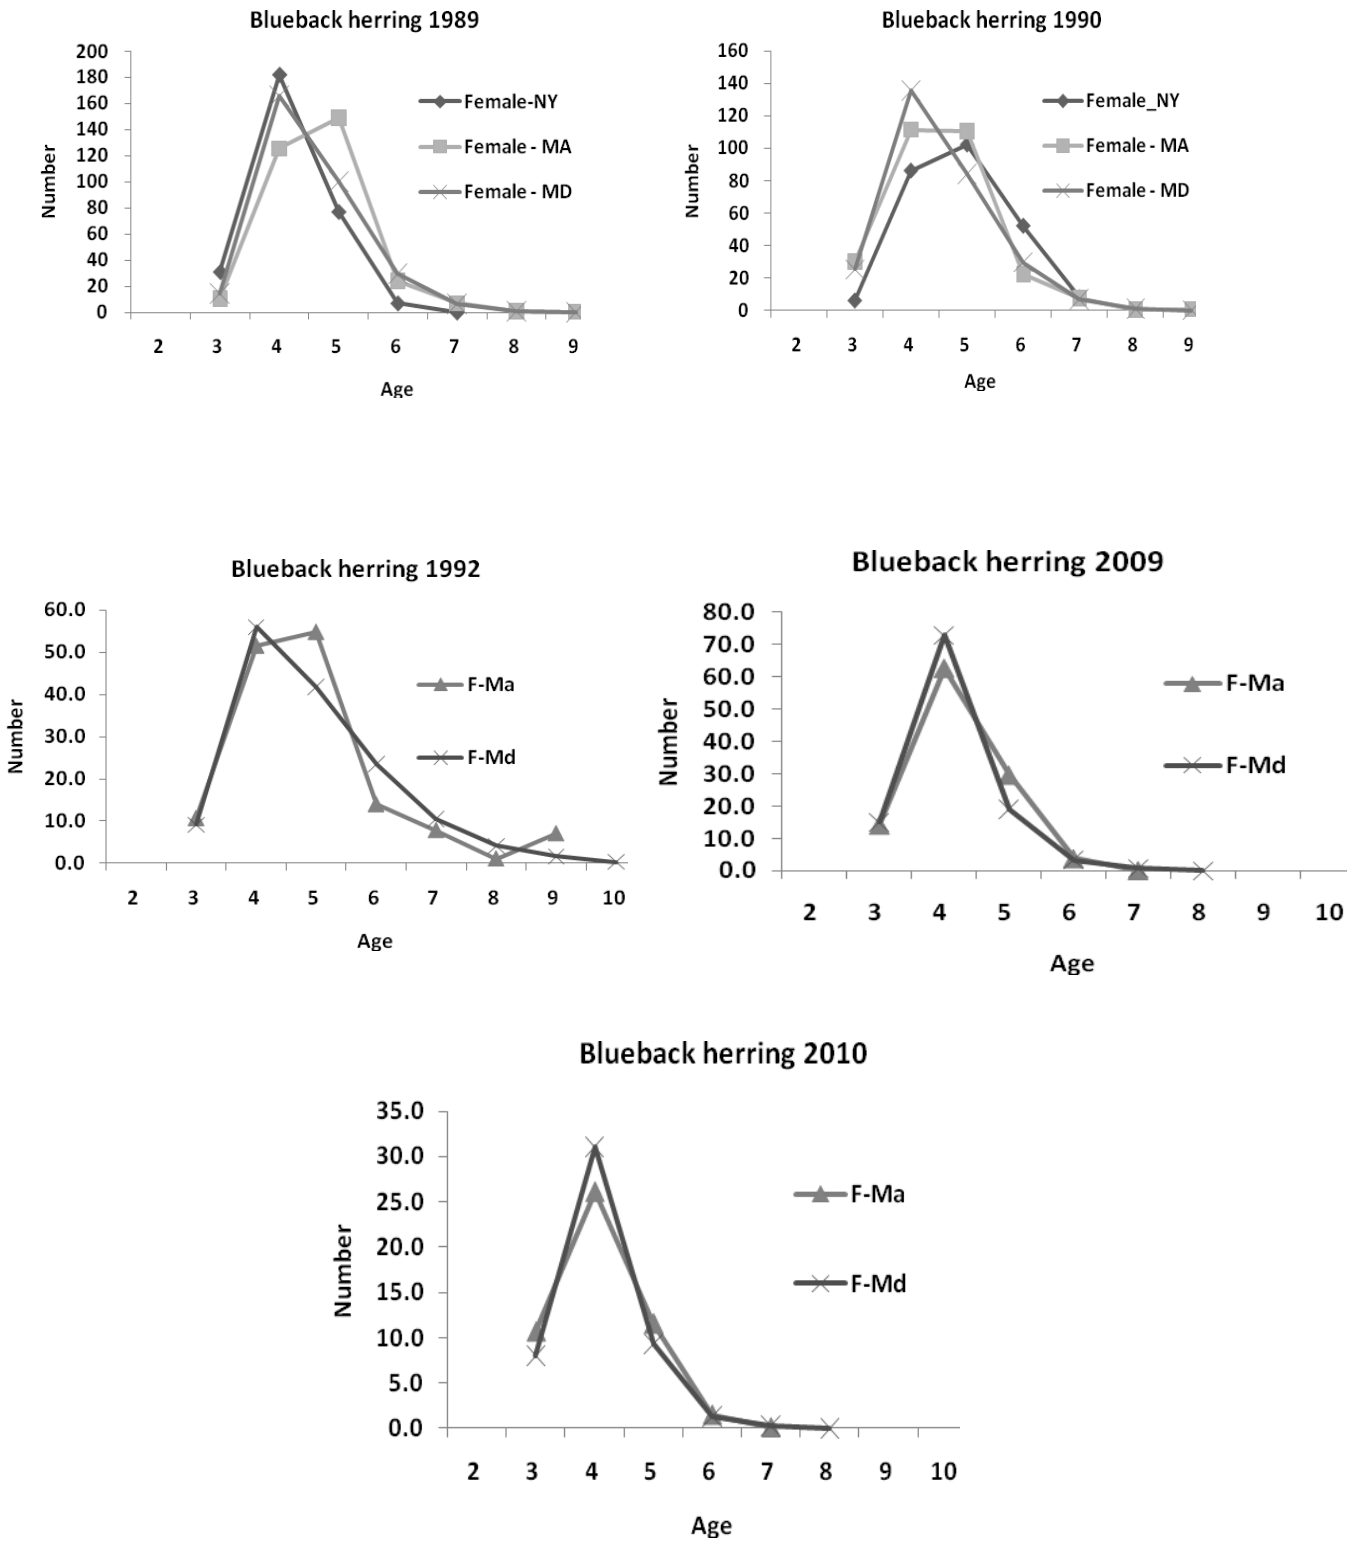 Blueback herring 1989
200
180
160
140
120
100
80
60
40
20
0
Number
Female-NY
Female - MA
Female - MD
2 3 4 5 6 7 8 9
Age
Blueback herring 1990
160
140
120
100
80
60
40
20
0
Number
Female_NY
Female - MA
Female - MD
2 3 4 5 6 7 8 9
Age
Blueback herring 1992
60.0
50.0
40.0
30.0
20.0
10.0
0.0
Number
F-Ma
F-Md
2 3 4 5 6 7 8 9 10
Age
Blueback herring 2009
80.0
70.0
60.0
50.0
40.0
30.0
20.0
10.0
0.0
Number
F-Ma
F-Md
2 3 4 5 6 7 8 9 10
Age
Blueback herring 2010
35.0
30.0
25.0
20.0
15.0
10.0
5.0
0.0
Number
F-Ma
F-Md
2 3 4 5 6 7 8 9 10
Age